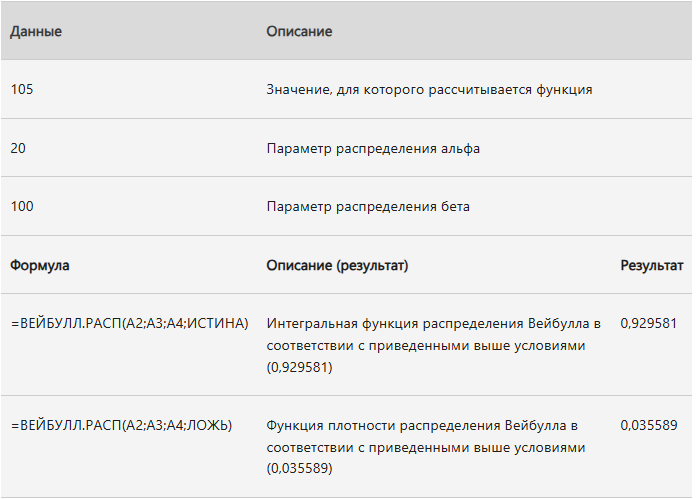 Данные Описание
105 Значение, для которого рассчитывается функция
20 Параметр распределения альфа
100 Параметр распределения бета
Формула Описание (результат) Результат
=ВЕЙБУЛЛ.РАСП(A2;A3;A4;ИСТИНА) Интегральная функция распределения Вейбулла в 0,929581
соответствии с приведенными выше условиями
(0,929581)
=ВЕЙБУЛЛ.РАСП(A2;A3;A4;ЛОЖЬ) Функция плотности распределения Вейбулла в 0,035589
соответствии с приведенными выше условиями
(0,035589)